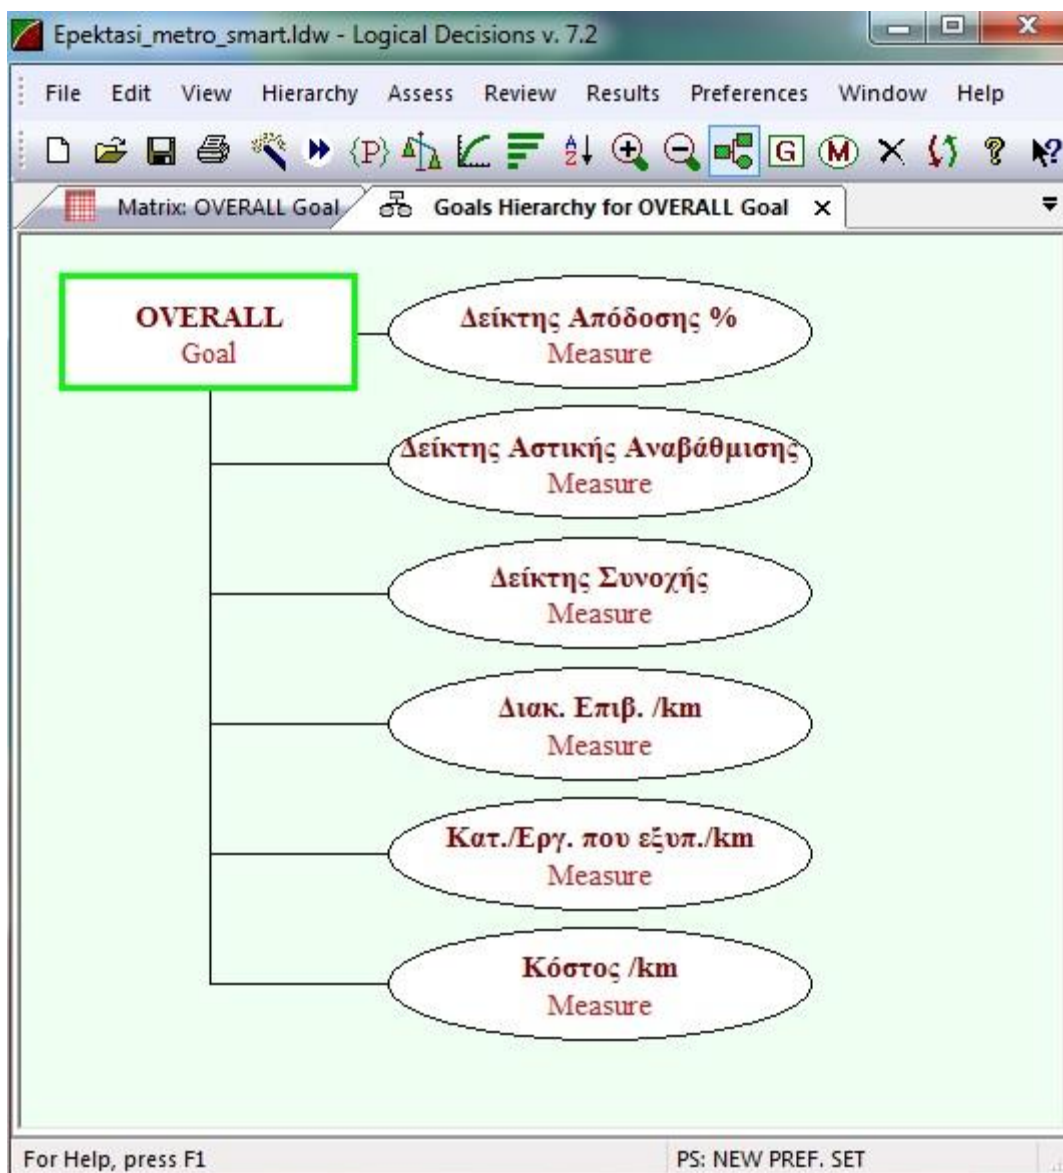 Epektasi_metro_smart.ldw - Logical Decisions v. 7.2
File Edit View Hierarchy Assess Review Results Preferences Window Help
{P} A Z G M ? ?
Matrix: OVERALL Goal Goals Hierarchy for OVERALL Goal X
OVERALL
Goal
Δείκτης Απόδοσης %
Measure
Δείκτης Αστικής Αναβάθμισης
Measure
Δείκτης Συνοχής
Measure
Διακ. Επιβ. /km
Measure
Κατ./Εργ. που εξυπ./km
Measure
Κόστος /km
Measure
For Help, press F1 PS: NEW PREF. SET